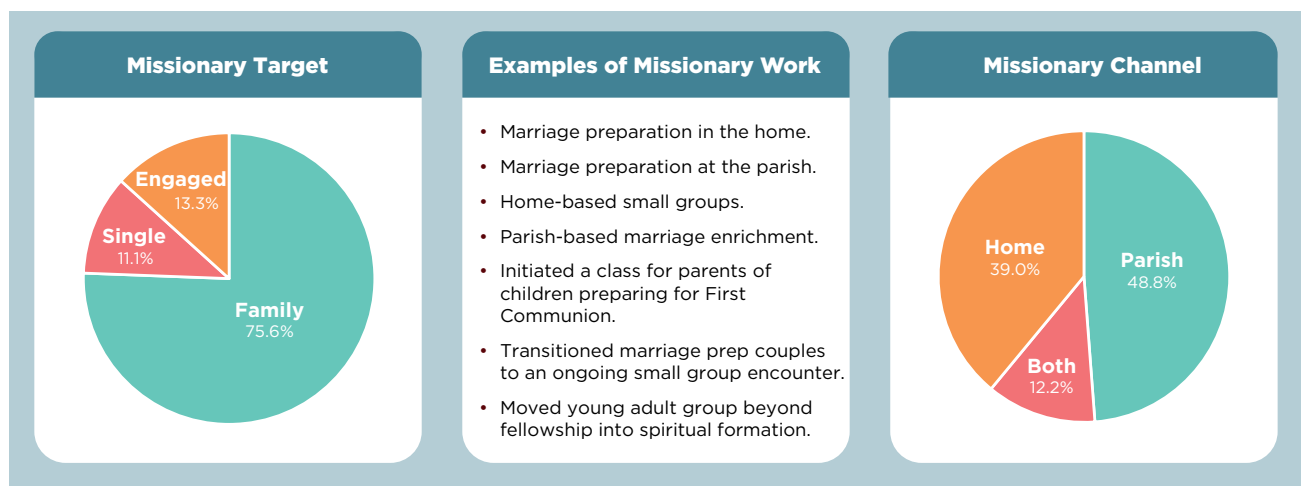 Missionary Target
Engaged
13.3%
Single
11.1%
Family
75.6%
Examples of Missionary Work
• Marriage preparation in the home.
• Marriage preparation at the parish.
• Home-based small groups.
• Parish-based marriage enrichment.
• Initiated a class for parents of
children preparing for First
Communion.
• Transitioned marriage prep couples
to an ongoing small group encounter.
• Moved young adult group beyond
fellowship into spiritual formation.
Missionary Channel
Home
39.0%
Parish
48.8%
Both
12.2%